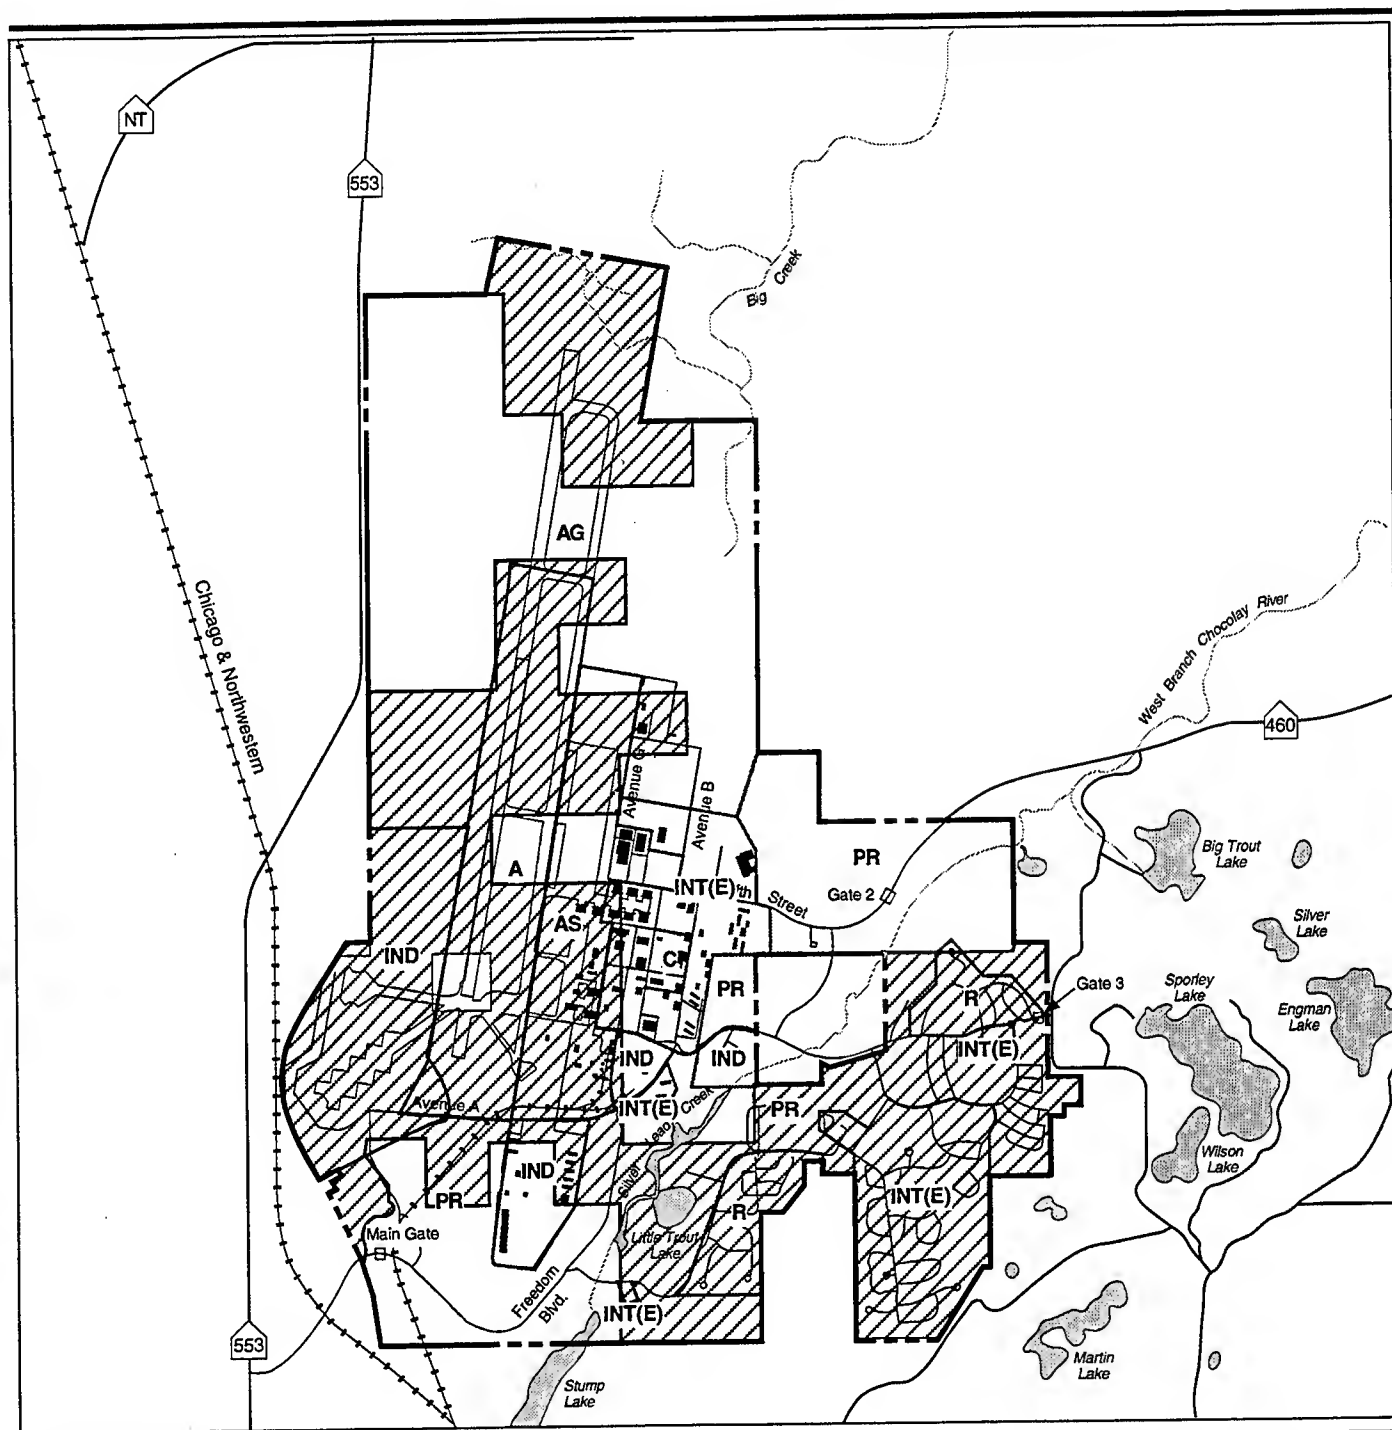 NT
553
Big Creek
AG
Chicago & Northwestern
West Branch Chocolay River
460
Avenue B
PR
Big Trout
Lake
A
INT(E)
Street
Gate 2
Silver
Lake
AS
IND
C
PR
R
Gate 3
Sporley
Lake
Engman
Lake
IND
IND
INT(E)
Avenue A
INT(E)
Creek
PR
Wilson
Lake
IND
Silver
PR
INT(E)
R
Main Gate
Little Trout
Lake
Freedom
Blvd.
INT(E)
553
Martin
Lake
Stump
Lake